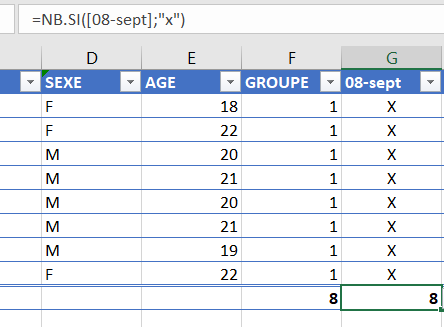 =NB.SI([08-sept];"x")
D E F G
SEXE AGE GROUPE 08-sept
F 18 1 X
F 22 1 X
M 20 1 X
M 21 1 X
M 20 1 X
M 21 1 X
M 19 1 X
F 22 1 X
8 8